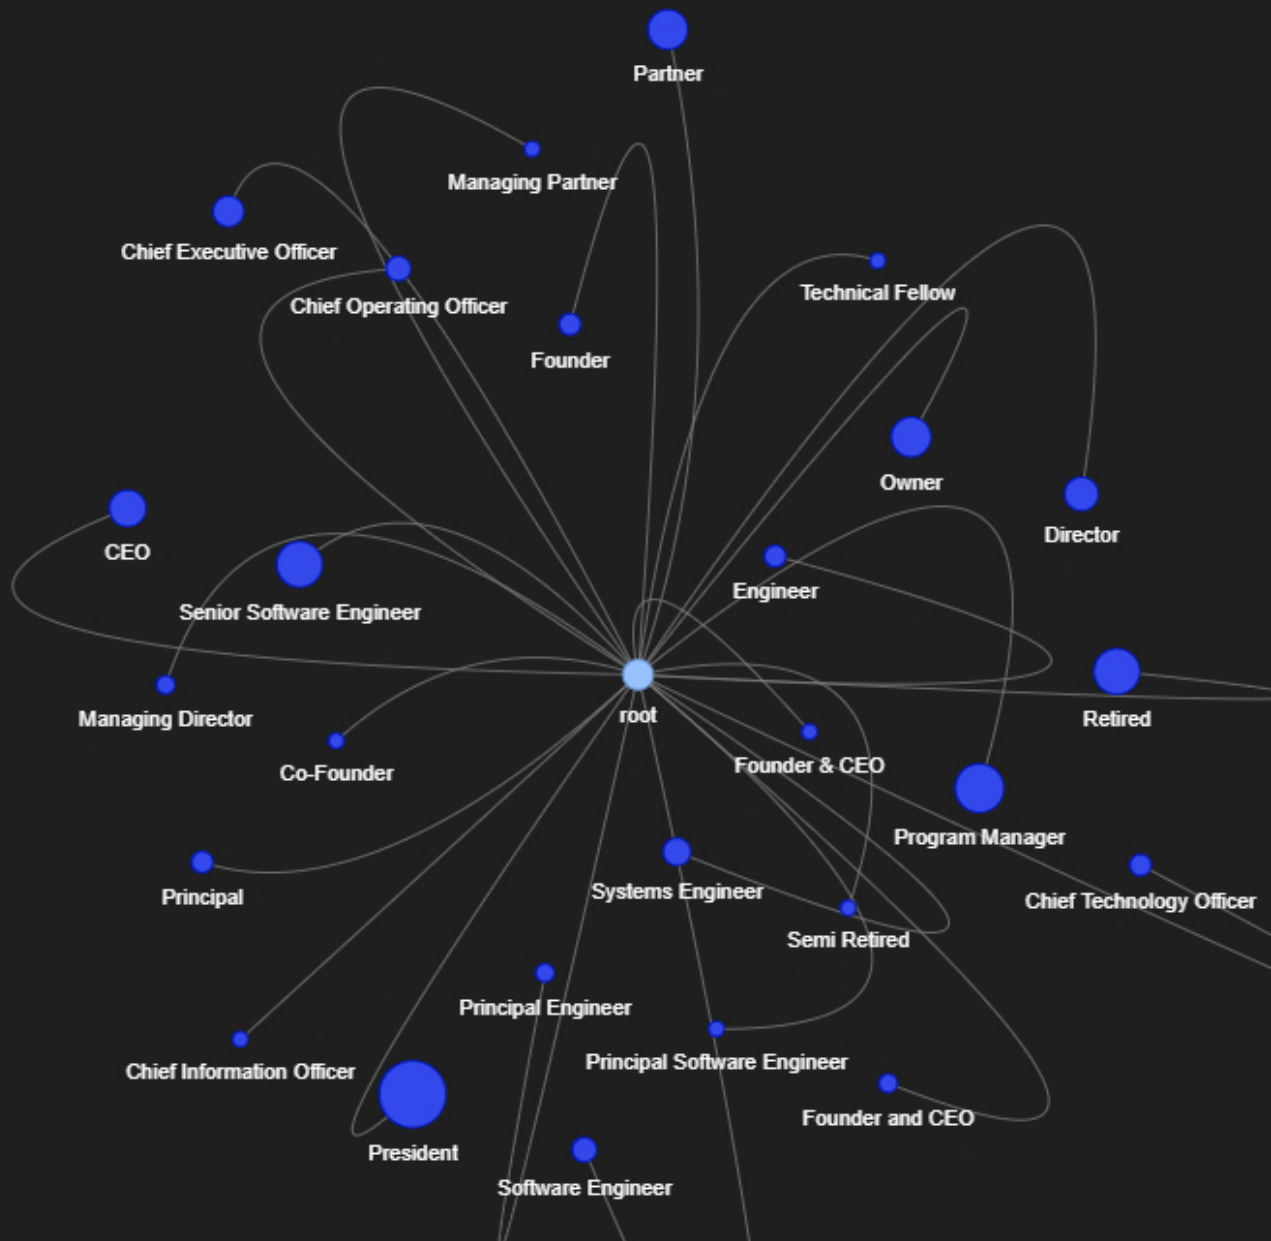 Partner
Managing Partner
Chief Executive Officer
Technical Fellow
Chief Operating Officer
Founder
Owner
Director
CEO
Engineer
Senior Software Engineer
root
Managing Director
Retired
Founder & CEO
Co-Founder
Program Manager
Systems Engineer
Principal
Chief Technology Officer
Semi Retired
Principal Engineer
Principal Software Engineer
Chief Information Officer
Founder and CEO
President
Software Engineer